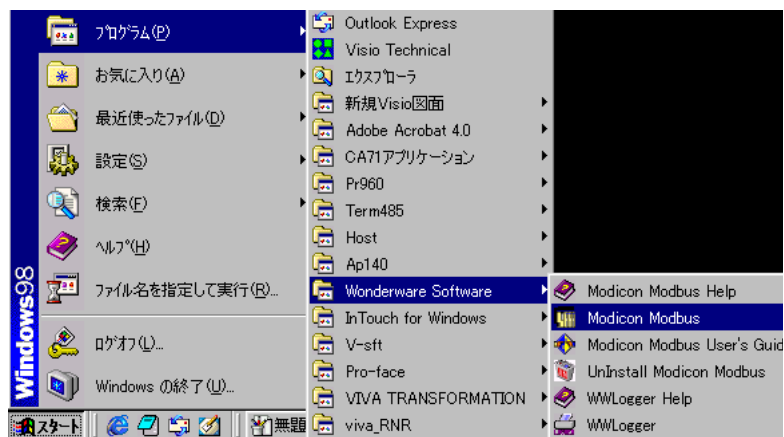 プログラム(P)
お気に入り(A)
最近使ったファイル(D)
設定(S)
検索(F)
ヘルプ(H)
ファイル名を指定して実行(R)...
ログオフ(L)...
Windows の終了(U)...
Windows98
スタート
無題
Outlook Express
Visio Technical
エクスプローラ
新規Visio図面
Adobe Acrobat 4.0
CA71アプリケーション
Pr960
Term485
Host
Ap140
Wonderware Software
InTouch for Windows
V-sft
Pro-face
VIVA TRANSFORMATION
viva_RNR
Modicon Modbus Help
Modicon Modbus
Modicon Modbus User's Guid
UnInstall Modicon Modbus
WWLogger Help
WWLogger